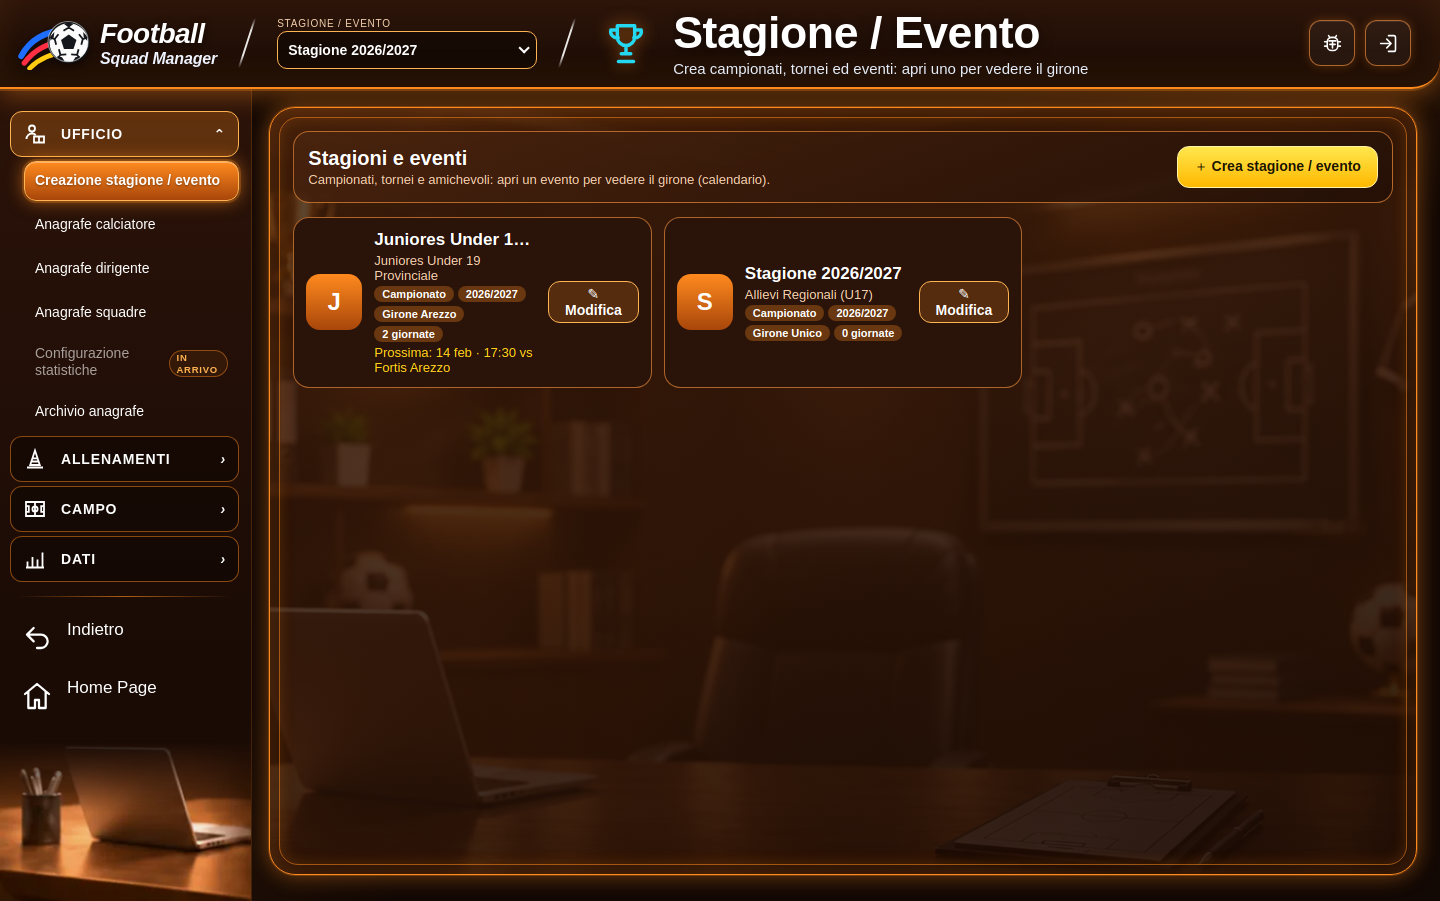 Football
Squad Manager
STAGIONE / EVENTO
Stagione 2026/2027
Stagione / Evento
Crea campionati, tornei ed eventi: apri uno per vedere il girone
UFFICIO
Creazione stagione / evento
Anagrafe calciatore
Anagrafe dirigente
Anagrafe squadre
Configurazione
statistiche
IN
ARRIVO
Archivio anagrafe
ALLENAMENTI
CAMPO
DATI
Indietro
Home Page
Stagioni e eventi
Campionati, tornei e amichevoli: apri un evento per vedere il girone (calendario).
+ Crea stagione / evento
J
Juniores Under 1...
Juniores Under 19
Provinciale
Campionato 2026/2027
Girone Arezzo
2 giornate
Prossima: 14 feb · 17:30 vs
Fortis Arezzo
✎
Modifica
S
Stagione 2026/2027
Allievi Regionali (U17)
Campionato 2026/2027
Girone Unico 0 giornate
✎
Modifica